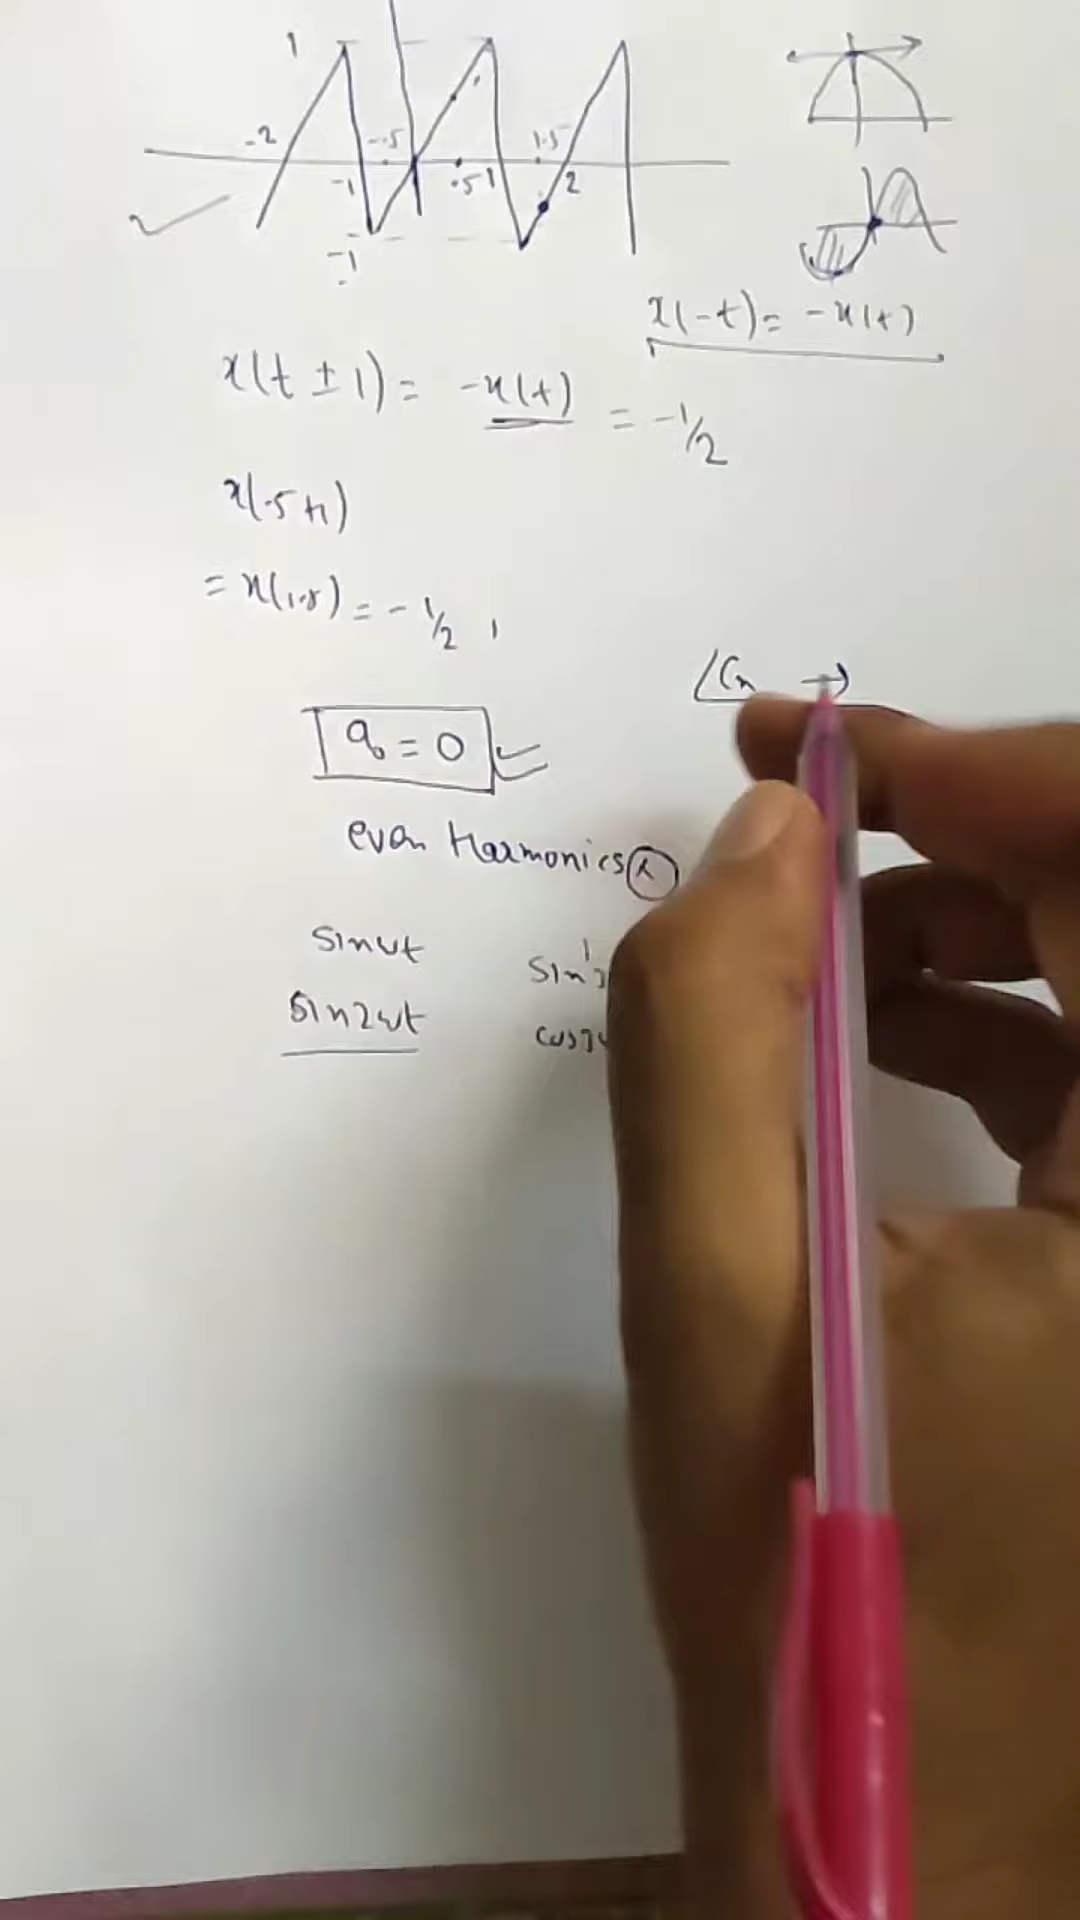 1
-2 -.5 1.5
-1 .5 1 2
-1
x(-t) = -x(t)
x(t ± 1) = -x(t) = -1/2
x(.5+1)
= x(1.5) = -1/2 ,
∠Cn →
a₀ = 0
even Harmonics x
sinωt
sin2ωt